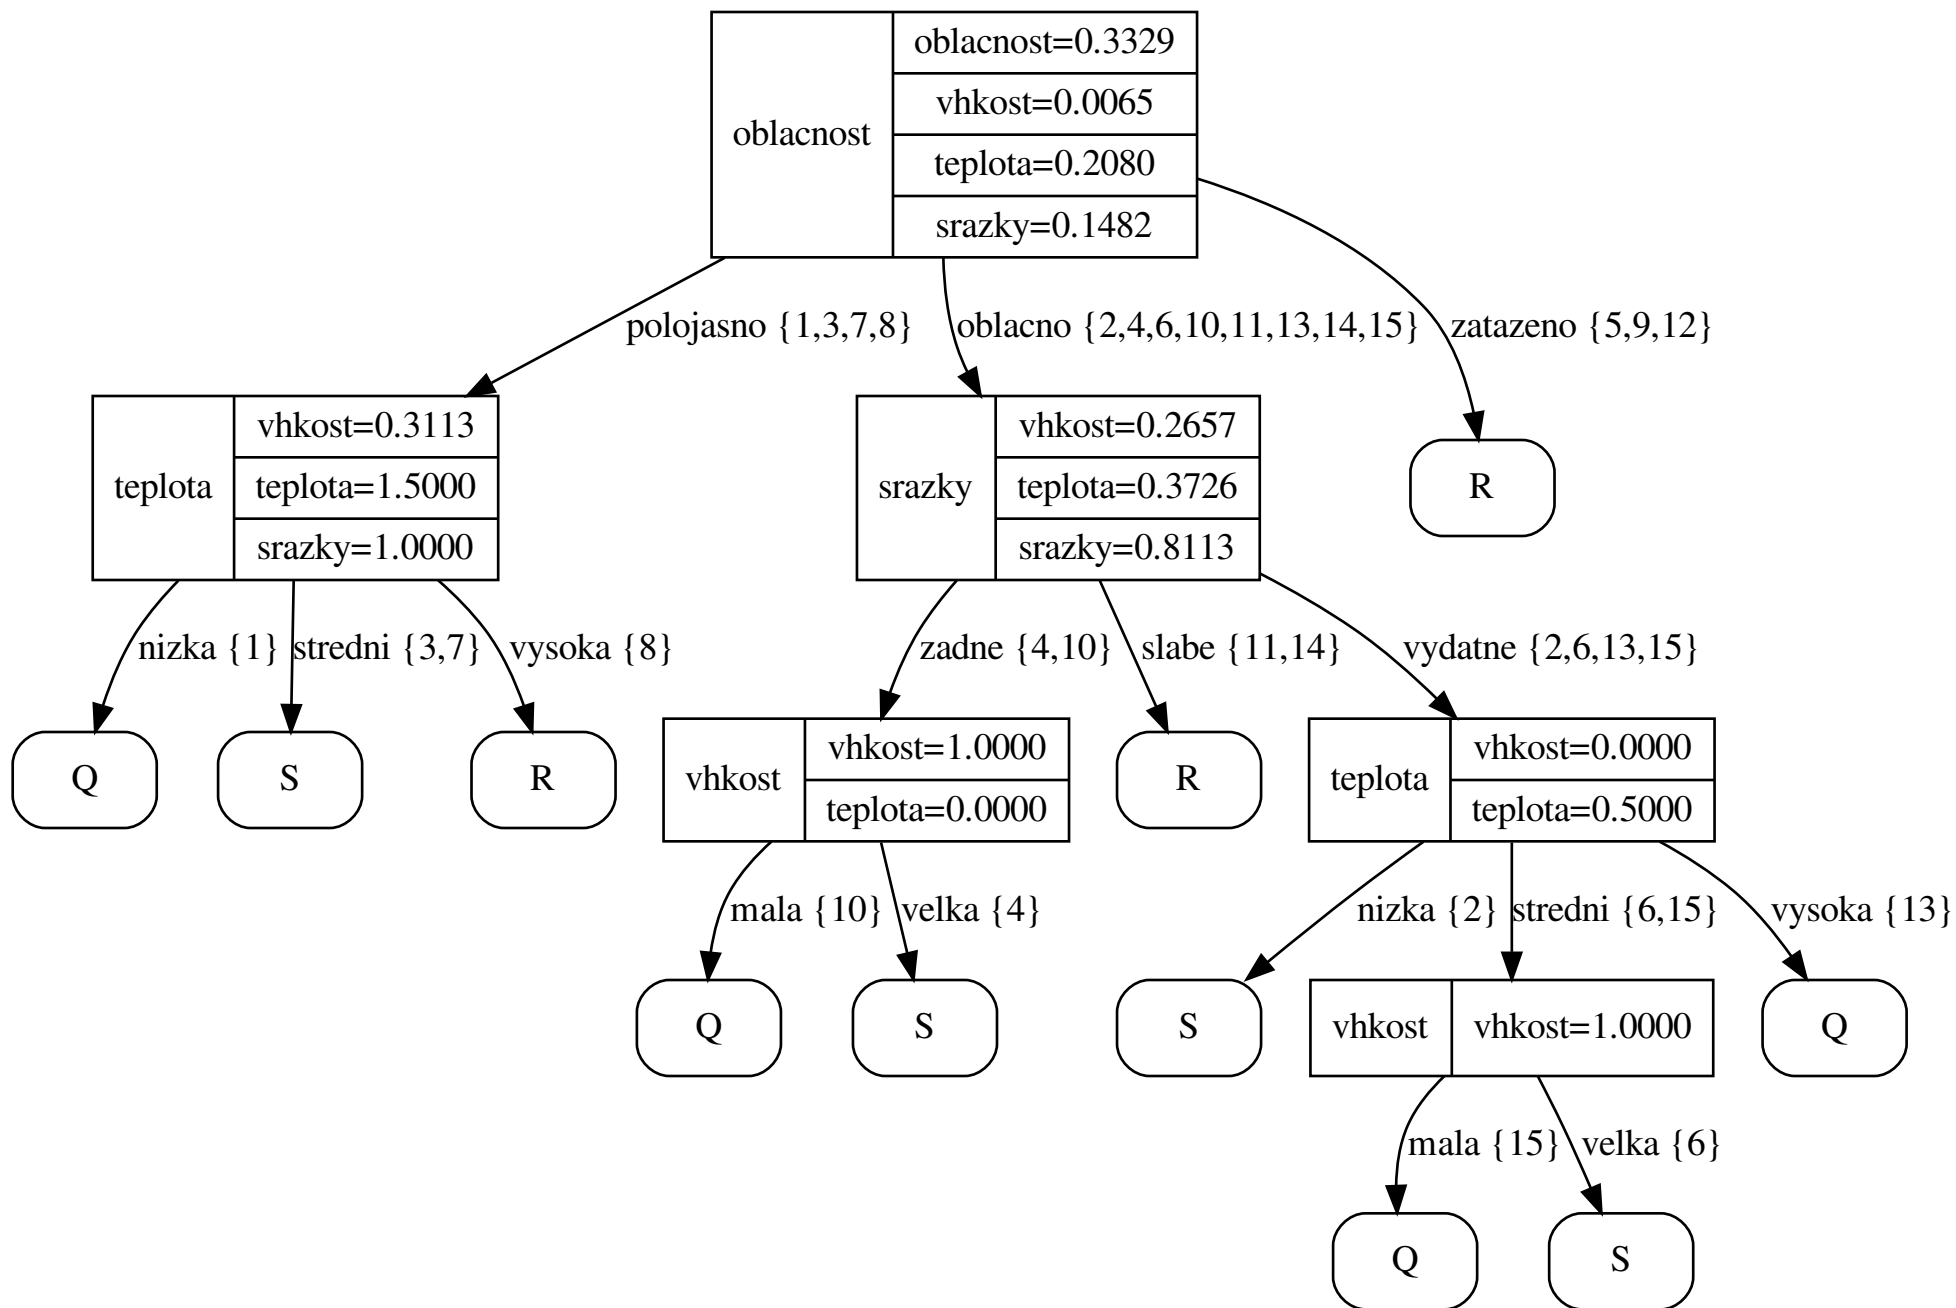 oblacnost
oblacnost=0.3329
vhkost=0.0065
teplota=0.2080
srazky=0.1482
polojasno {1,3,7,8}
oblacno {2,4,6,10,11,13,14,15}
zatazeno {5,9,12}
teplota
vhkost=0.3113
teplota=1.5000
srazky=1.0000
srazky
vhkost=0.2657
teplota=0.3726
srazky=0.8113
R
nizka {1}
stredni {3,7}
vysoka {8}
zadne {4,10}
slabe {11,14}
vydatne {2,6,13,15}
Q
S
R
vhkost
vhkost=1.0000
teplota=0.0000
R
teplota
vhkost=0.0000
teplota=0.5000
mala {10}
velka {4}
nizka {2}
stredni {6,15}
vysoka {13}
Q
S
S
vhkost
vhkost=1.0000
Q
mala {15}
velka {6}
Q
S